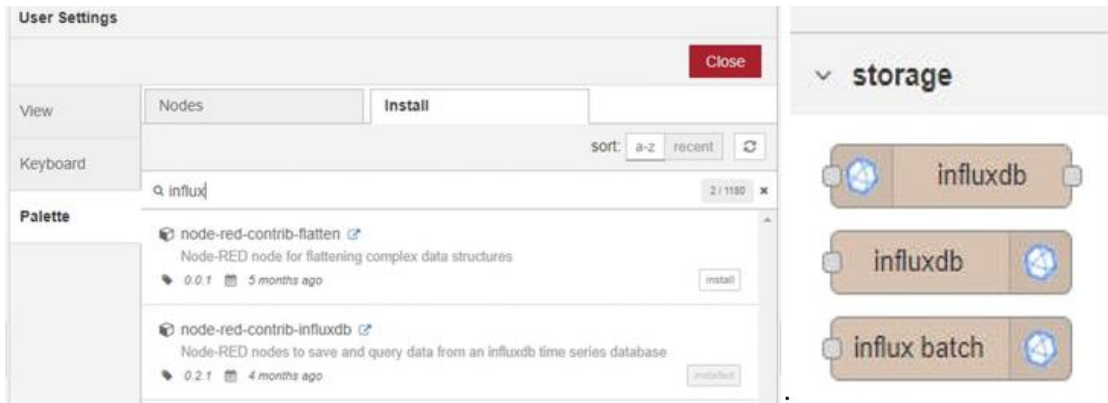 User Settings
Close
View
Keyboard
Palette
Nodes
Install
sort: a-z recent
influx
2 / 1180 ×
node-red-contrib-flatten
Node-RED node for flattening complex data structures
0.0.1 5 months ago
install
node-red-contrib-influxdb
Node-RED nodes to save and query data from an influxdb time series database
0.2.1 4 months ago
installed
.
storage
influxdb
influxdb
influx batch